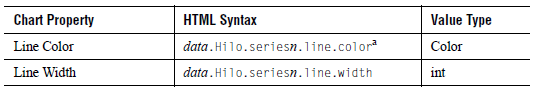 Chart Property HTML Syntax Value Type
Line Color data.Hilo.seriesn.line.colorᵃ Color
Line Width data.Hilo.seriesn.line.width int